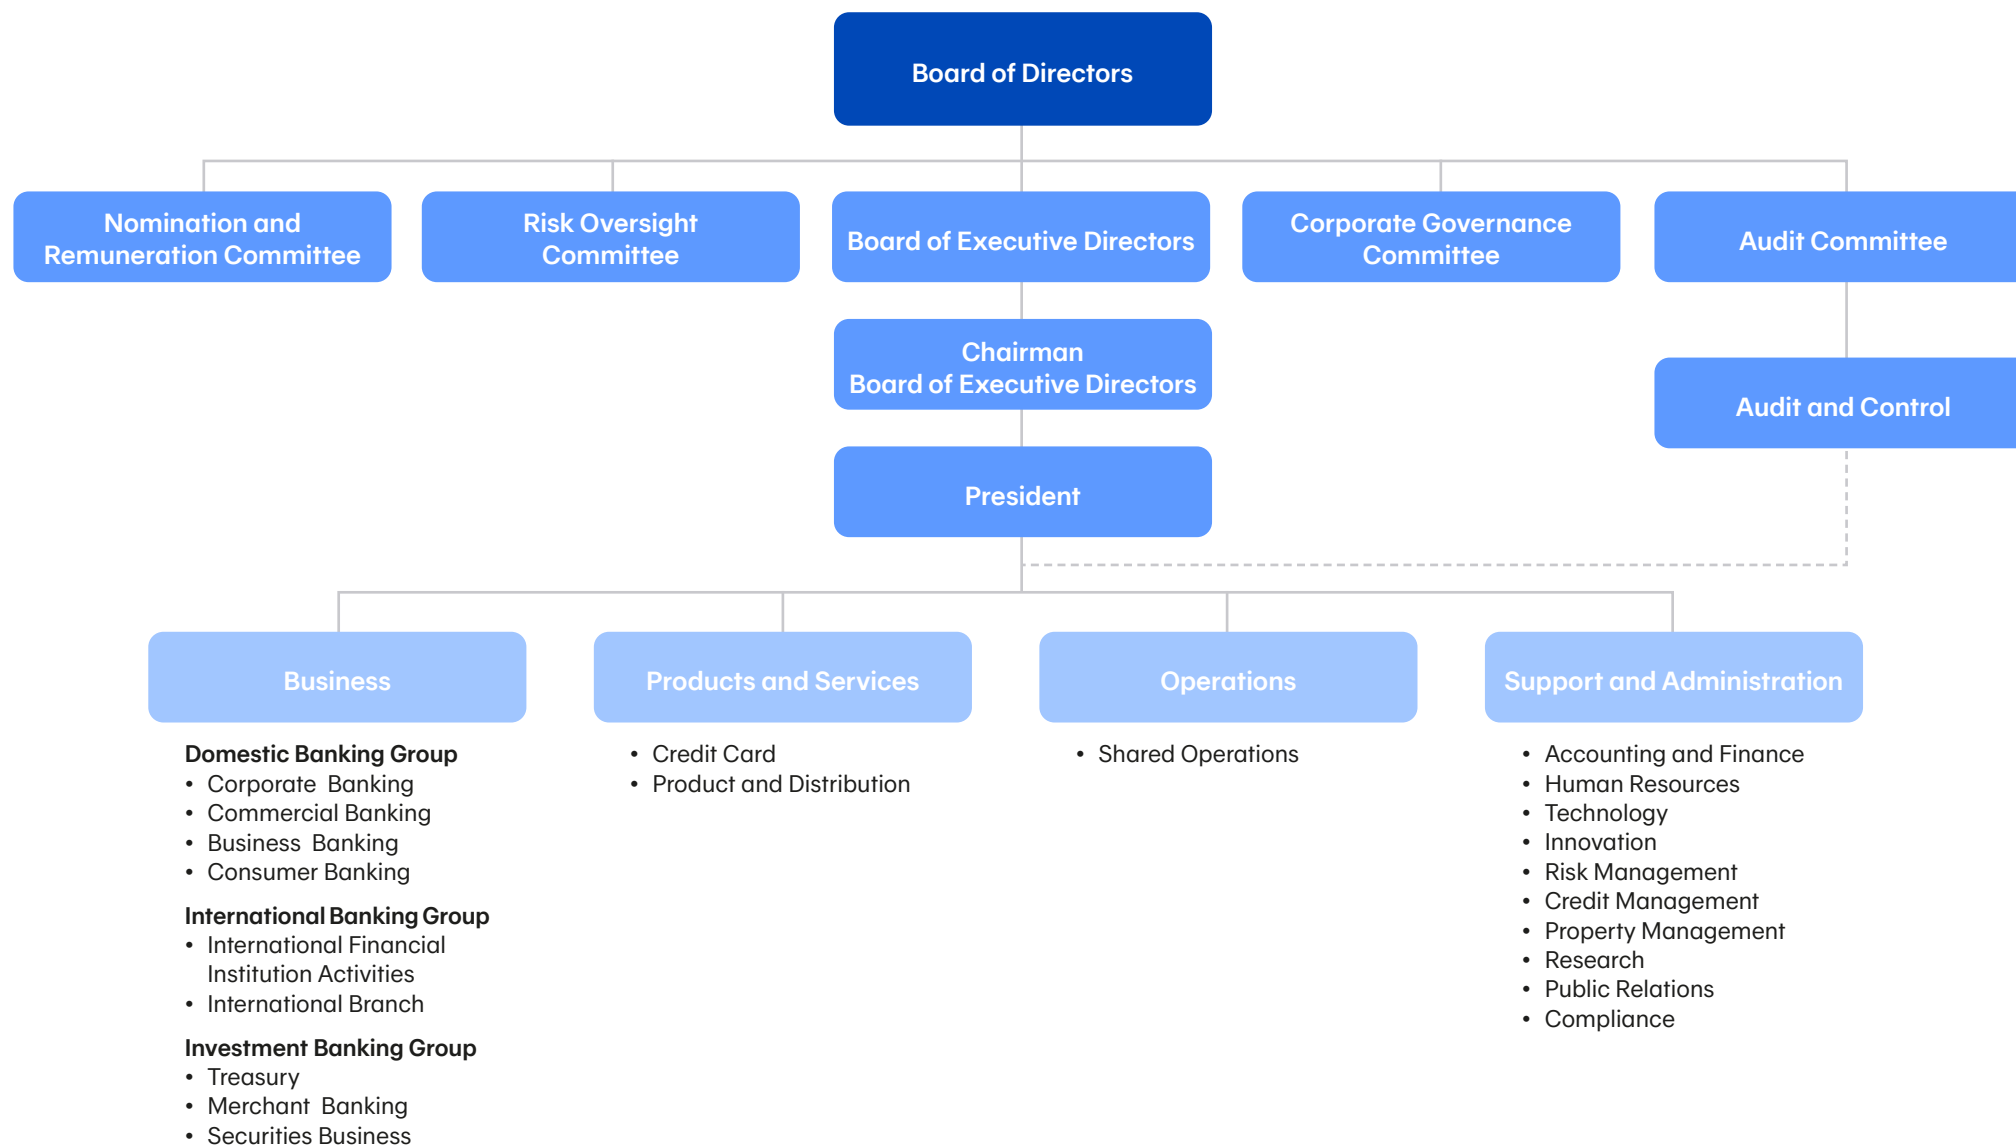 Board of Directors
Nomination and
Remuneration Committee
Risk Oversight
Committee
Board of Executive Directors
Corporate Governance
Committee
Audit Committee
Chairman
Board of Executive Directors
Audit and Control
President
Business
Products and Services
Operations
Support and Administration
Domestic Banking Group
• Corporate Banking
• Commercial Banking
• Business Banking
• Consumer Banking
International Banking Group
• International Financial
Institution Activities
• International Branch
Investment Banking Group
• Treasury
• Merchant Banking
• Securities Business
• Credit Card
• Product and Distribution
• Shared Operations
• Accounting and Finance
• Human Resources
• Technology
• Innovation
• Risk Management
• Credit Management
• Property Management
• Research
• Public Relations
• Compliance